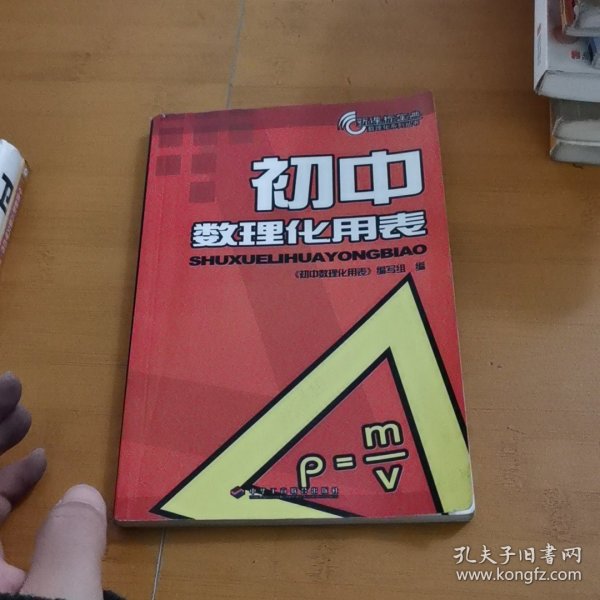 初中
数理化用表
SHUXUELIHUAYONGBIAO
《初中数理化用表》编写组 编
ρ=m/v
孔夫子旧书网
www.kongfz.com